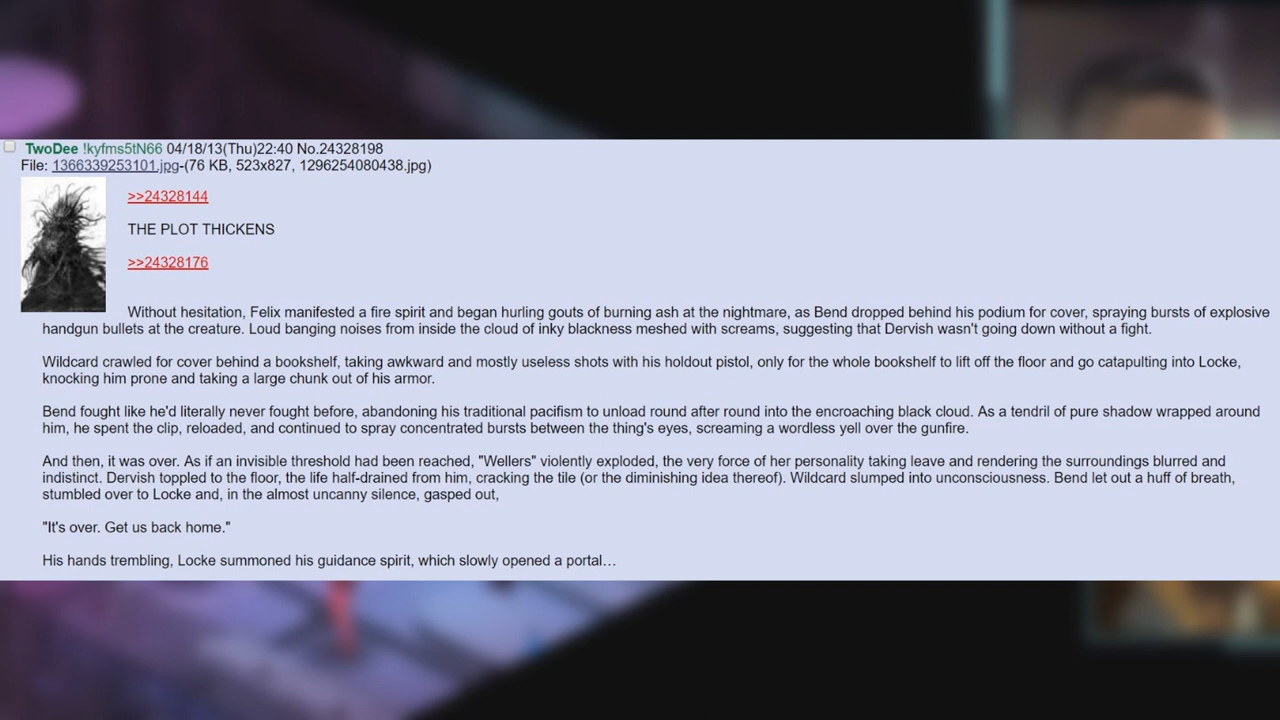 TwoDee !kyfms5tN66 04/18/13(Thu)22:40 No.24328198
File: 1366339253101.jpg-(76 KB, 523x827, 1296254080438.jpg)
>>24328144
THE PLOT THICKENS
>>24328176
Without hesitation, Felix manifested a fire spirit and began hurling gouts of burning ash at the nightmare, as Bend dropped behind his podium for cover, spraying bursts of explosive
handgun bullets at the creature. Loud banging noises from inside the cloud of inky blackness meshed with screams, suggesting that Dervish wasn't going down without a fight.
Wildcard crawled for cover behind a bookshelf, taking awkward and mostly useless shots with his holdout pistol, only for the whole bookshelf to lift off the floor and go catapulting into Locke,
knocking him prone and taking a large chunk out of his armor.
Bend fought like he'd literally never fought before, abandoning his traditional pacifism to unload round after round into the encroaching black cloud. As a tendril of pure shadow wrapped around
him, he spent the clip, reloaded, and continued to spray concentrated bursts between the thing's eyes, screaming a wordless yell over the gunfire.
And then, it was over. As if an invisible threshold had been reached, "Wellers" violently exploded, the very force of her personality taking leave and rendering the surroundings blurred and
indistinct. Dervish toppled to the floor, the life half-drained from him, cracking the tile (or the diminishing idea thereof). Wildcard slumped into unconsciousness. Bend let out a huff of breath,
stumbled over to Locke and, in the almost uncanny silence, gasped out,
"It's over. Get us back home."
His hands trembling, Locke summoned his guidance spirit, which slowly opened a portal…